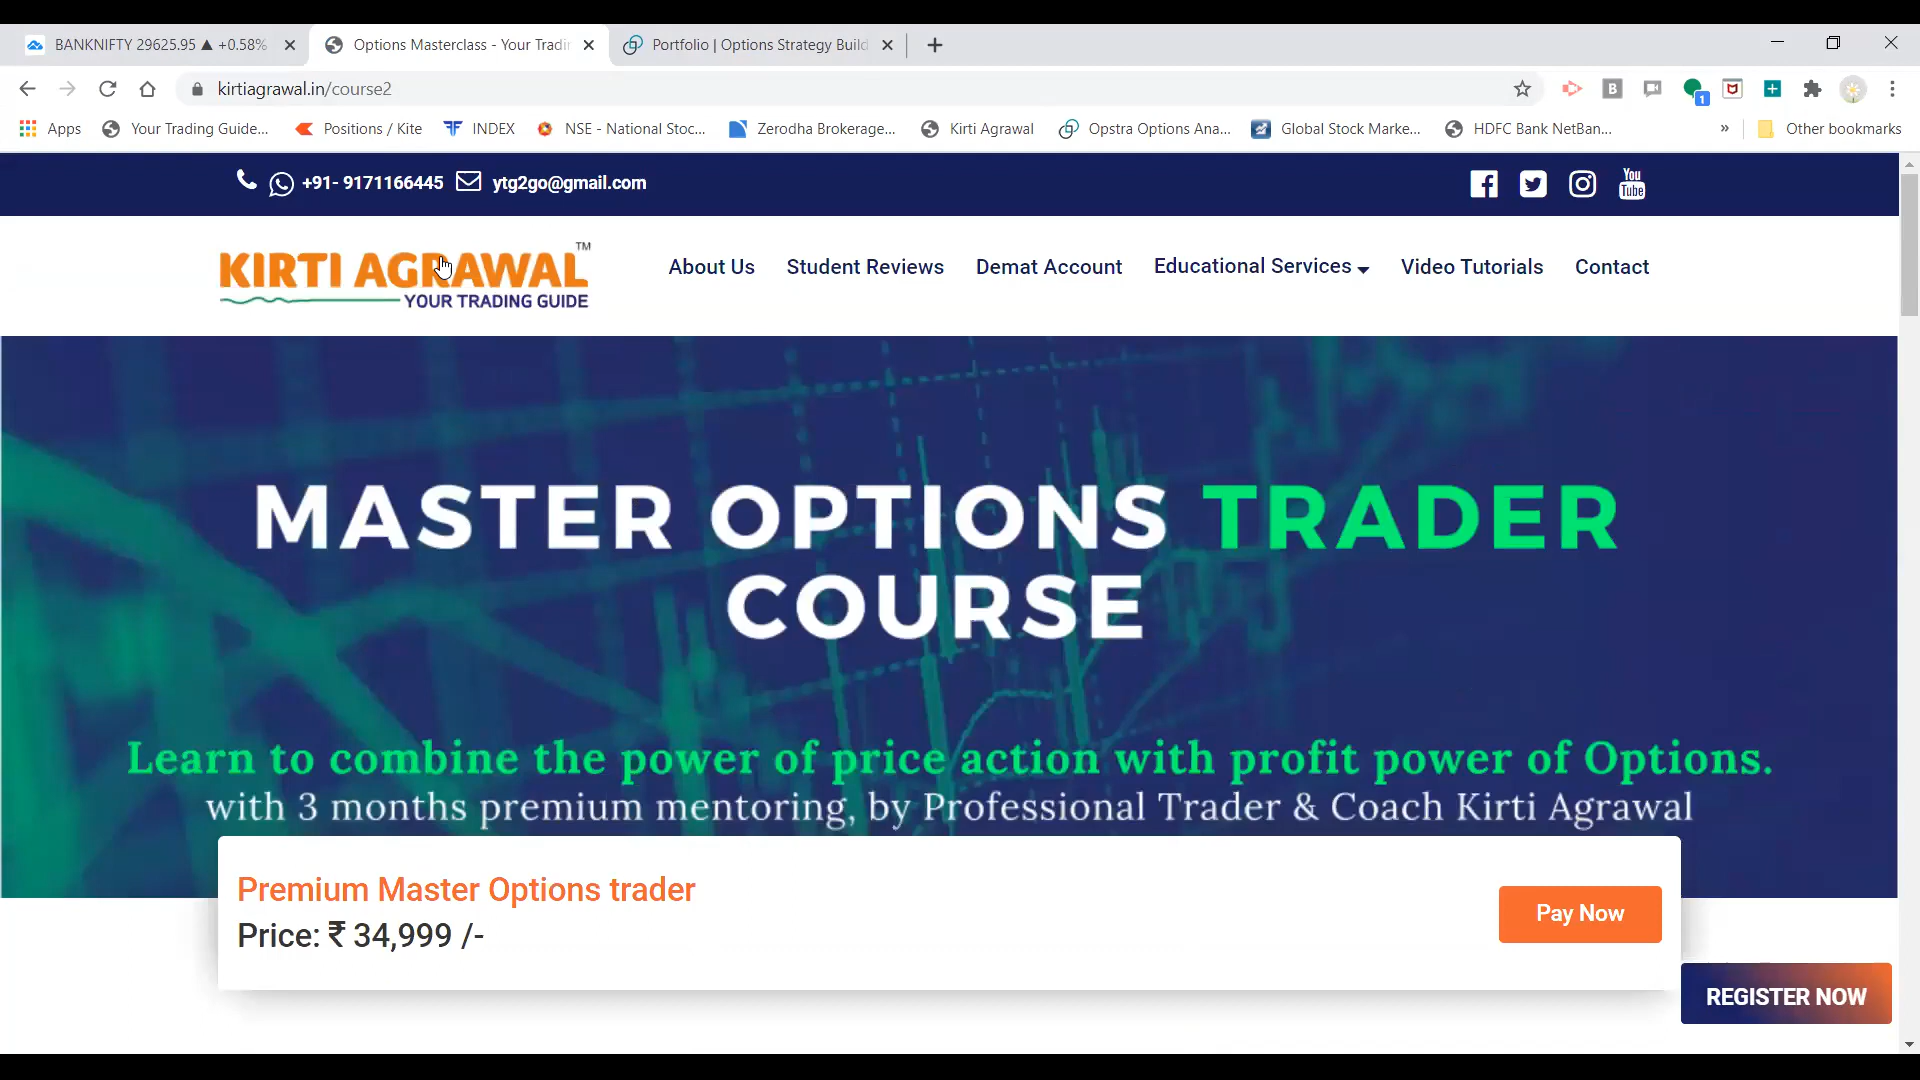 BANKNIFTY 29625.95 ▲ +0.58%
Options Masterclass - Your Tradi
Portfolio | Options Strategy Build
kirtiagrawal.in/course2
B
1
Apps
Your Trading Guide...
Positions / Kite
INDEX
NSE - National Stoc...
Zerodha Brokerage...
Kirti Agrawal
Opstra Options Ana...
Global Stock Marke...
HDFC Bank NetBan...
»
Other bookmarks
+91- 9171166445
ytg2go@gmail.com
You
Tube
KIRTI AGRAWAL™
YOUR TRADING GUIDE
About Us
Student Reviews
Demat Account
Educational Services
Video Tutorials
Contact
MASTER OPTIONS TRADER
COURSE
Learn to combine the power of price action with profit power of Options.
with 3 months premium mentoring, by Professional Trader & Coach Kirti Agrawal
Premium Master Options trader
Price: ₹ 34,999 /-
Pay Now
REGISTER NOW